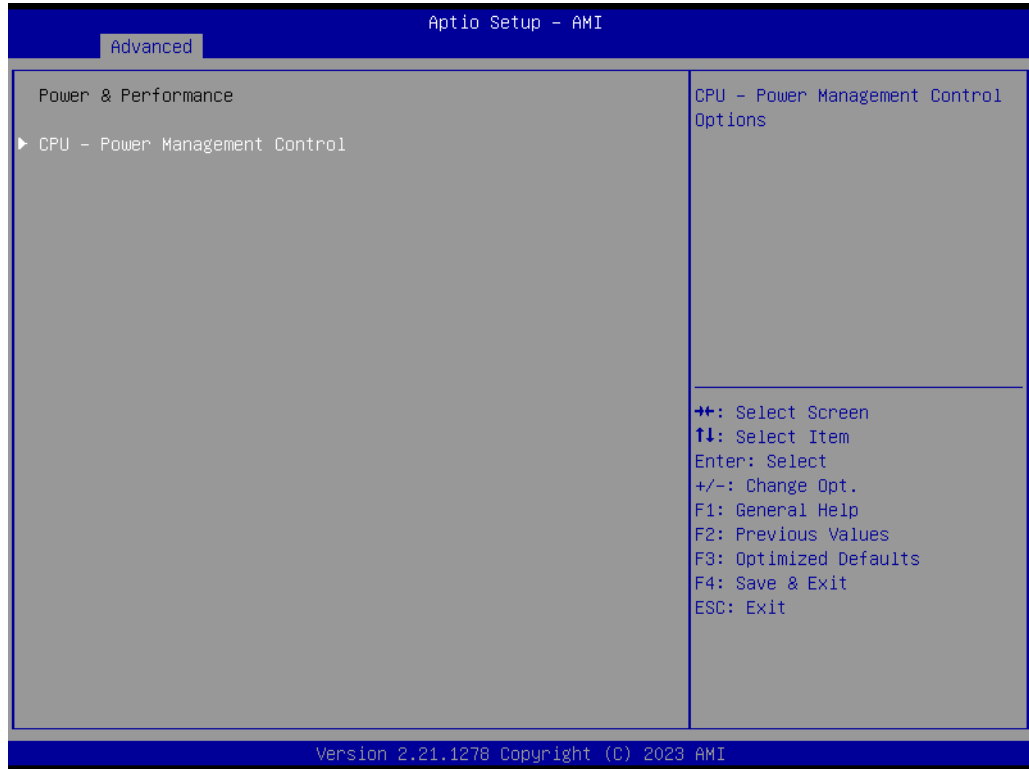 Aptio Setup – AMI
Advanced
Power & Performance
▶ CPU – Power Management Control
CPU – Power Management Control
Options
→←: Select Screen
↑↓: Select Item
Enter: Select
+/-: Change Opt.
F1: General Help
F2: Previous Values
F3: Optimized Defaults
F4: Save & Exit
ESC: Exit
Version 2.21.1278 Copyright (C) 2023 AMI